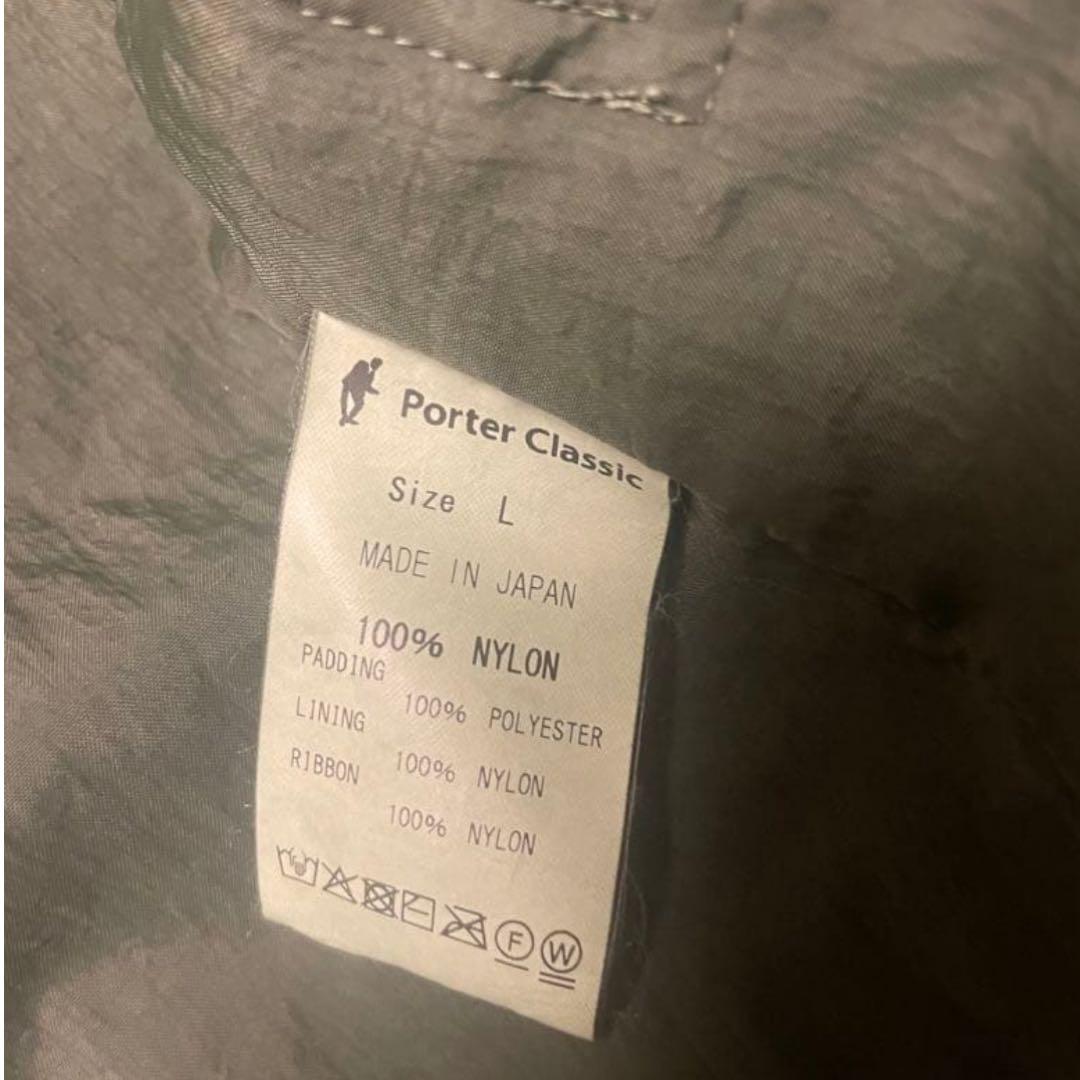 Porter Classic
Size L
MADE IN JAPAN
100% NYLON
PADDING
100% POLYESTER
LINING
100% NYLON
RIBBON
100% NYLON
F W